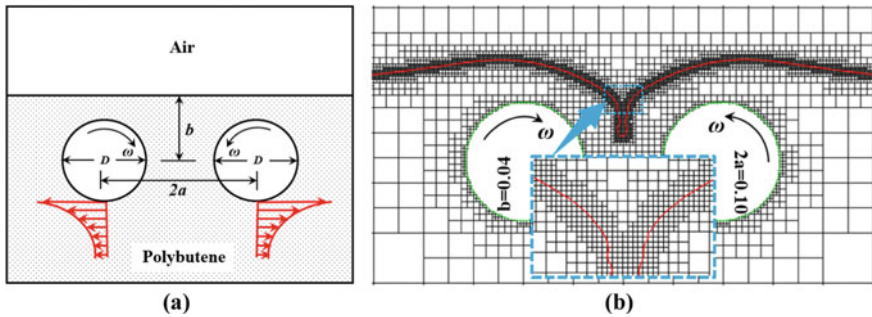 Air
b
ω
ω
D
D
2a
Polybutene
(a)
ω
ω
b=0.04
2a=0.10
(b)